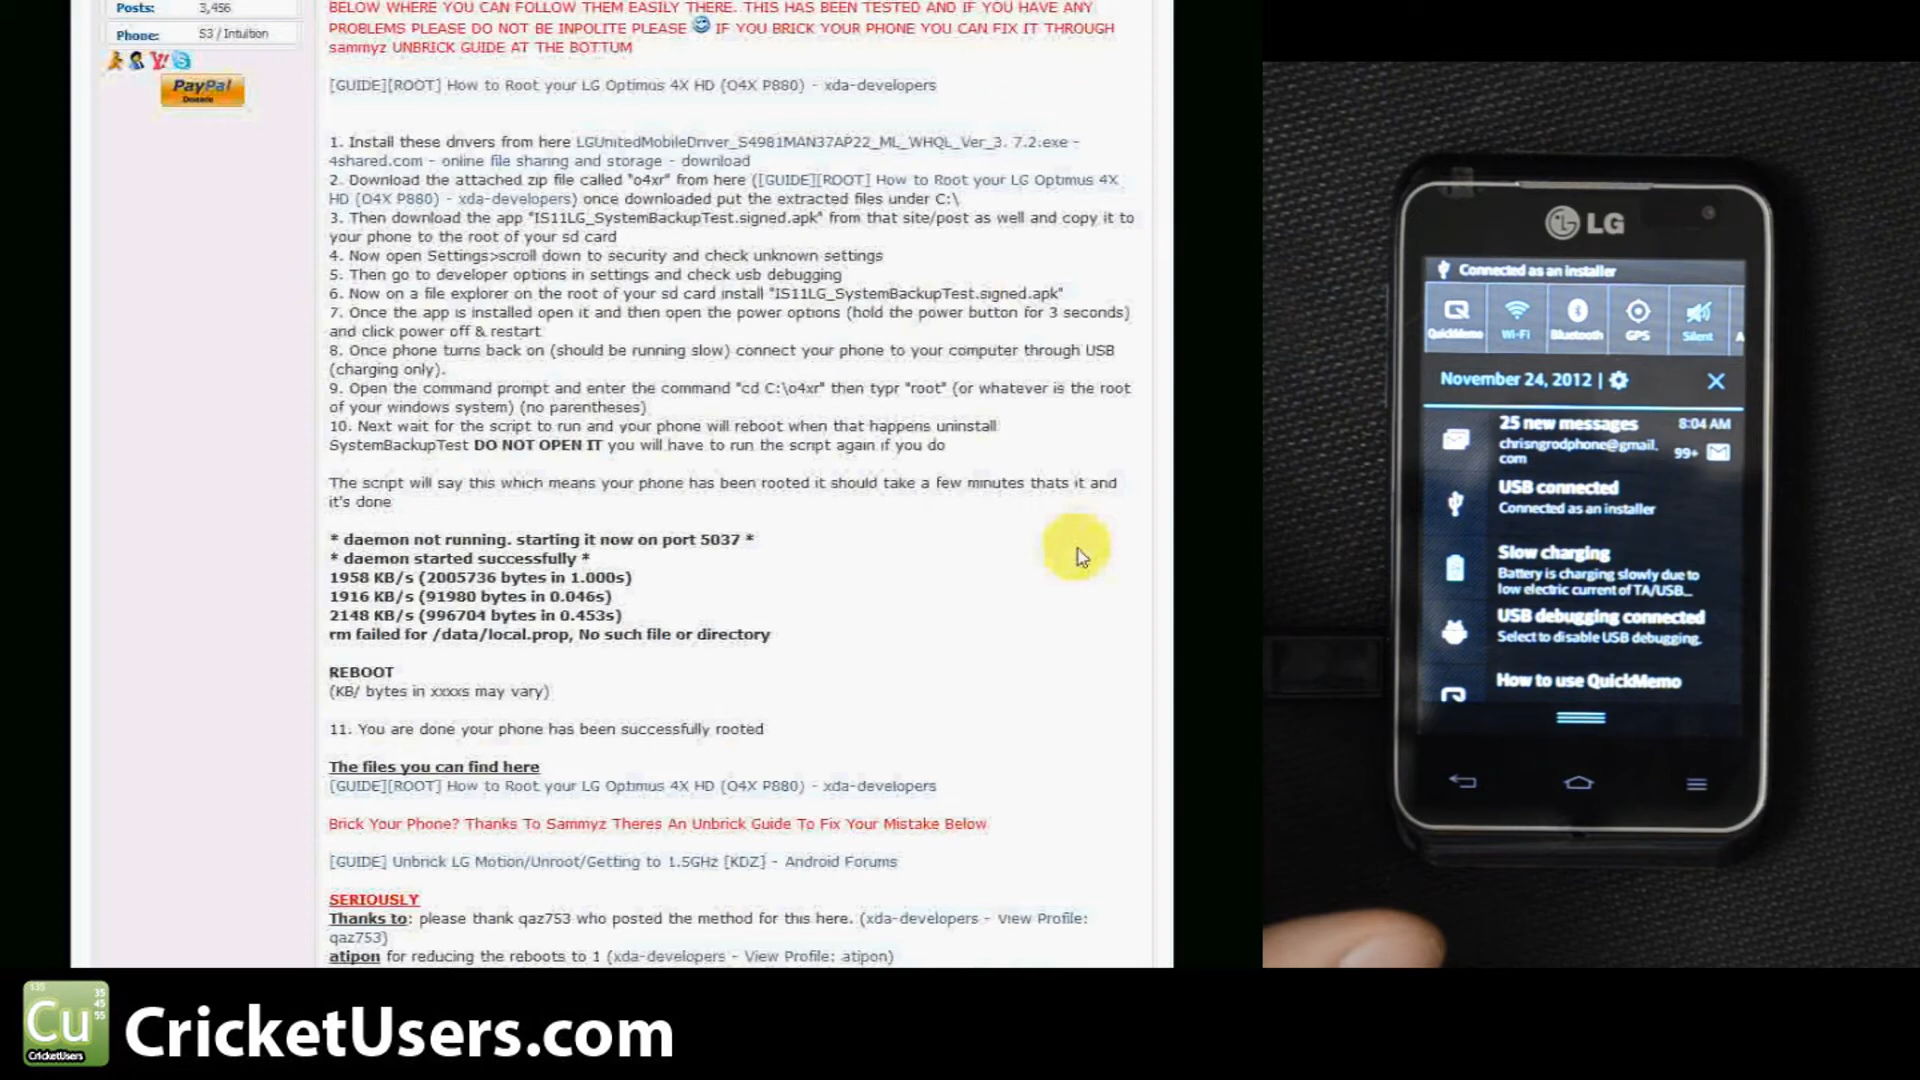 Posts: 3,456
Phone: S3 / Intuition
PayPal
Donate
BELOW WHERE YOU CAN FOLLOW THEM EASILY THERE. THIS HAS BEEN TESTED AND IF YOU HAVE ANY
PROBLEMS PLEASE DO NOT BE INPOLITE PLEASE IF YOU BRICK YOUR PHONE YOU CAN FIX IT THROUGH
sammyz UNBRICK GUIDE AT THE BOTTUM
[GUIDE][ROOT] How to Root your LG Optimus 4X HD (O4X P880) - xda-developers
1. Install these drivers from here LGUnitedMobileDriver_S4981MAN37AP22_ML_WHQL_Ver_3. 7.2.exe -
4shared.com - online file sharing and storage - download
2. Download the attached zip file called "o4xr" from here ([GUIDE][ROOT] How to Root your LG Optimus 4X
HD (O4X P880) - xda-developers) once downloaded put the extracted files under C:\
3. Then download the app "IS11LG_SystemBackupTest.signed.apk" from that site/post as well and copy it to
your phone to the root of your sd card
4. Now open Settings>scroll down to security and check unknown settings
5. Then go to developer options in settings and check usb debugging
6. Now on a file explorer on the root of your sd card install "IS11LG_SystemBackupTest.signed.apk"
7. Once the app is installed open it and then open the power options (hold the power button for 3 seconds)
and click power off & restart
8. Once phone turns back on (should be running slow) connect your phone to your computer through USB
(charging only).
9. Open the command prompt and enter the command "cd C:\o4xr" then typr "root" (or whatever is the root
of your windows system) (no parentheses)
10. Next wait for the script to run and your phone will reboot when that happens uninstall
SystemBackupTest DO NOT OPEN IT you will have to run the script again if you do
The script will say this which means your phone has been rooted it should take a few minutes thats it and
it's done
* daemon not running. starting it now on port 5037 *
* daemon started successfully *
1958 KB/s (2005736 bytes in 1.000s)
1916 KB/s (91980 bytes in 0.046s)
2148 KB/s (996704 bytes in 0.453s)
rm failed for /data/local.prop, No such file or directory
REBOOT
(KB/ bytes in xxxxs may vary)
11. You are done your phone has been successfully rooted
The files you can find here
[GUIDE][ROOT] How to Root your LG Optimus 4X HD (O4X P880) - xda-developers
Brick Your Phone? Thanks To Sammyz Theres An Unbrick Guide To Fix Your Mistake Below
[GUIDE] Unbrick LG Motion/Unroot/Getting to 1.5GHz [KDZ] - Android Forums
SERIOUSLY
Thanks to: please thank qaz753 who posted the method for this here. (xda-developers - View Profile:
qaz753)
atipon for reducing the reboots to 1 (xda-developers - View Profile: atipon)
LG
Connected as an installer
QuickMemo Wi-Fi Bluetooth GPS Silent A
November 24, 2012 |
25 new messages 8:04 AM
chrisngrodphone@gmail. 99+
com
USB connected
Connected as an installer
Slow charging
Battery is charging slowly due to
low electric current of TA/USB...
USB debugging connected
Select to disable USB debugging.
How to use QuickMemo
135 35
Cu 45
55
CricketUsers
CricketUsers.com